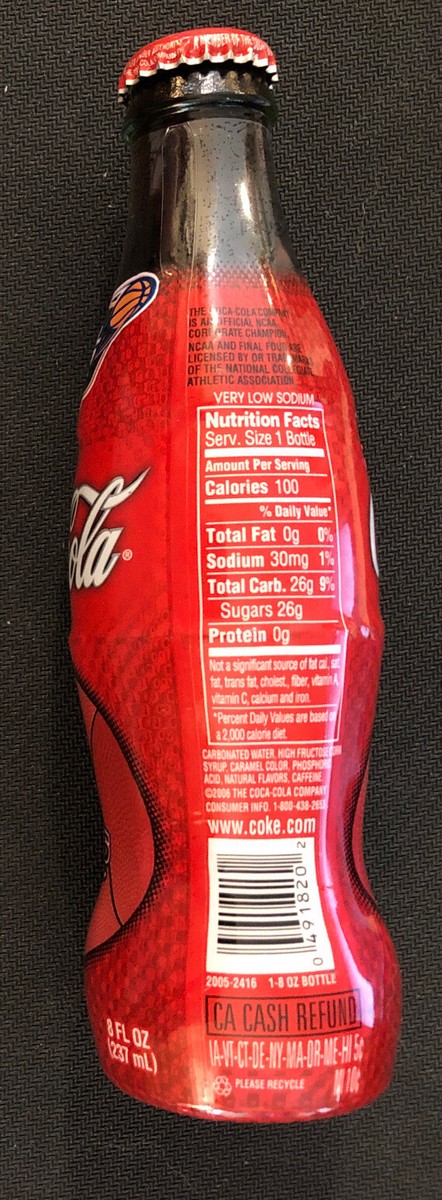 THE COCA-COLA COMPANY
IS AN OFFICIAL NCAA
CORPORATE CHAMPION.
NCAA AND FINAL FOUR ARE
LICENSED BY OR TRADEMARKS
OF THE NATIONAL COLLEGIATE
ATHLETIC ASSOCIATION.
VERY LOW SODIUM
Nutrition Facts
Serv. Size 1 Bottle
Amount Per Serving
Calories 100
% Daily Value*
Total Fat 0g 0%
Sodium 30mg 1%
Total Carb. 26g 9%
Sugars 26g
Protein 0g
Not a significant source of fat cal., sat.
fat, trans fat, cholest., fiber, vitamin A,
vitamin C, calcium and iron.
*Percent Daily Values are based on
a 2,000 calorie diet.
CARBONATED WATER, HIGH FRUCTOSE CORN
SYRUP, CARAMEL COLOR, PHOSPHORIC
ACID, NATURAL FLAVORS, CAFFEINE
©2006 THE COCA-COLA COMPANY
CONSUMER INFO. 1-800-438-2653
www.coke.com
0 491820 2
2005-2416 1-8 OZ BOTTLE
CA CASH REFUND
IA-VT-CT-DE-NY-MA-OR-ME-HI 5¢
MI 10¢
PLEASE RECYCLE
ola®
8 FL OZ
(237 mL)